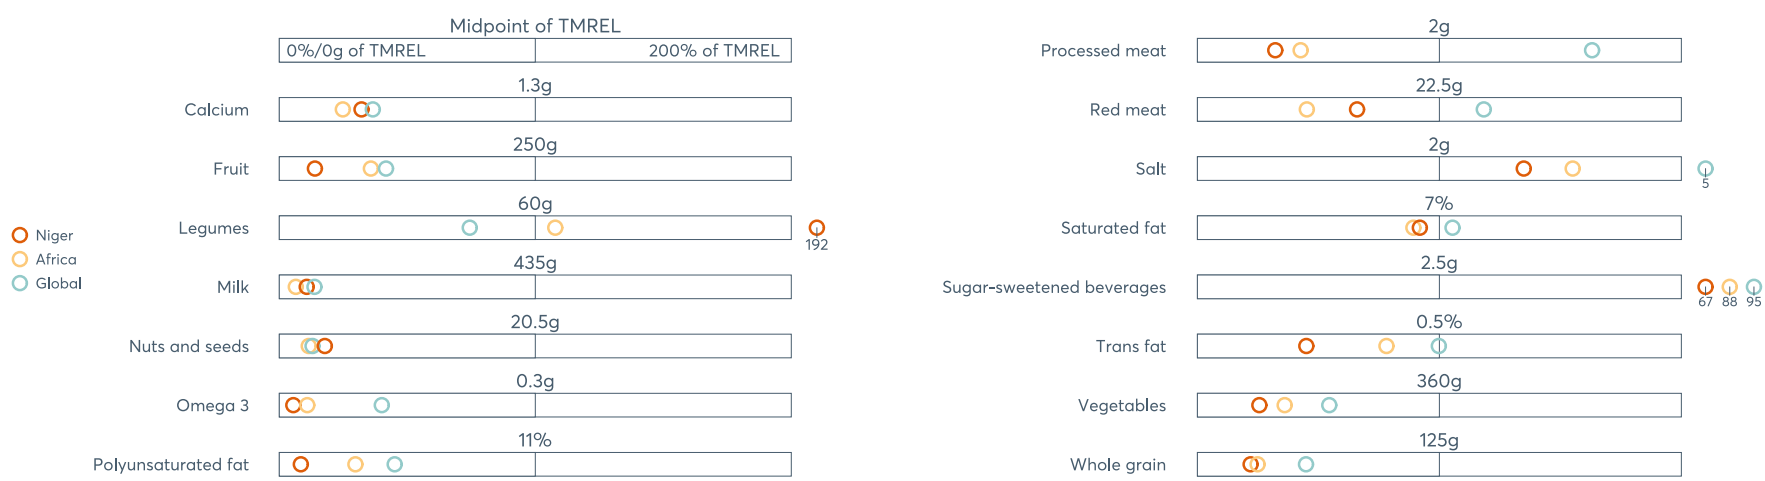 Midpoint of TMREL
0%/0g of TMREL
200% of TMREL
1.3g
Calcium
250g
Fruit
60g
Legumes
192
435g
Milk
20.5g
Nuts and seeds
0.3g
Omega 3
11%
Polyunsaturated fat
Niger
Africa
Global
2g
Processed meat
22.5g
Red meat
2g
Salt
5
7%
Saturated fat
2.5g
Sugar-sweetened beverages
67 88 95
0.5%
Trans fat
360g
Vegetables
125g
Whole grain